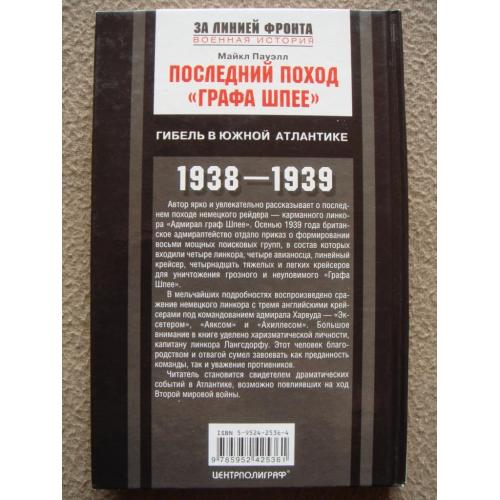 ЗА ЛИНИЕЙ ФРОНТА
ВОЕННАЯ ИСТОРИЯ
Майкл Пауэлл
ПОСЛЕДНИЙ ПОХОД
«ГРАФА ШПЕЕ»
ГИБЕЛЬ В ЮЖНОЙ АТЛАНТИКЕ
1938—1939
Автор ярко и увлекательно рассказывает о послед-
нем походе немецкого рейдера — карманного линко-
ра «Адмирал граф Шпее». Осенью 1939 года британ-
ское адмиралтейство отдало приказ о формировании
восьми мощных поисковых групп, в состав которых
входили четыре линкора, четыре авианосца, линейный
крейсер, четырнадцать тяжелых и легких крейсеров
для уничтожения грозного и неуловимого «Графа
Шпее».
В мельчайших подробностях воспроизведено сра-
жение немецкого линкора с тремя английскими крей-
серами под командованием адмирала Харвуда — «Эк-
сетером», «Аяксом» и «Ахиллесом». Большое
внимание в книге уделено харизматичной личности,
капитану линкора Лангсдорфу. Этот человек благо-
родством и отвагой сумел завоевать как преданность
команды, так и уважение противников.
Читатель становится свидетелем драматических
событий в Атлантике, возможно повлиявших на ход
Второй мировой войны.
ISBN 5-9524-2536-4
9 785952 425361
ЦЕНТРПОЛИГРАФ®